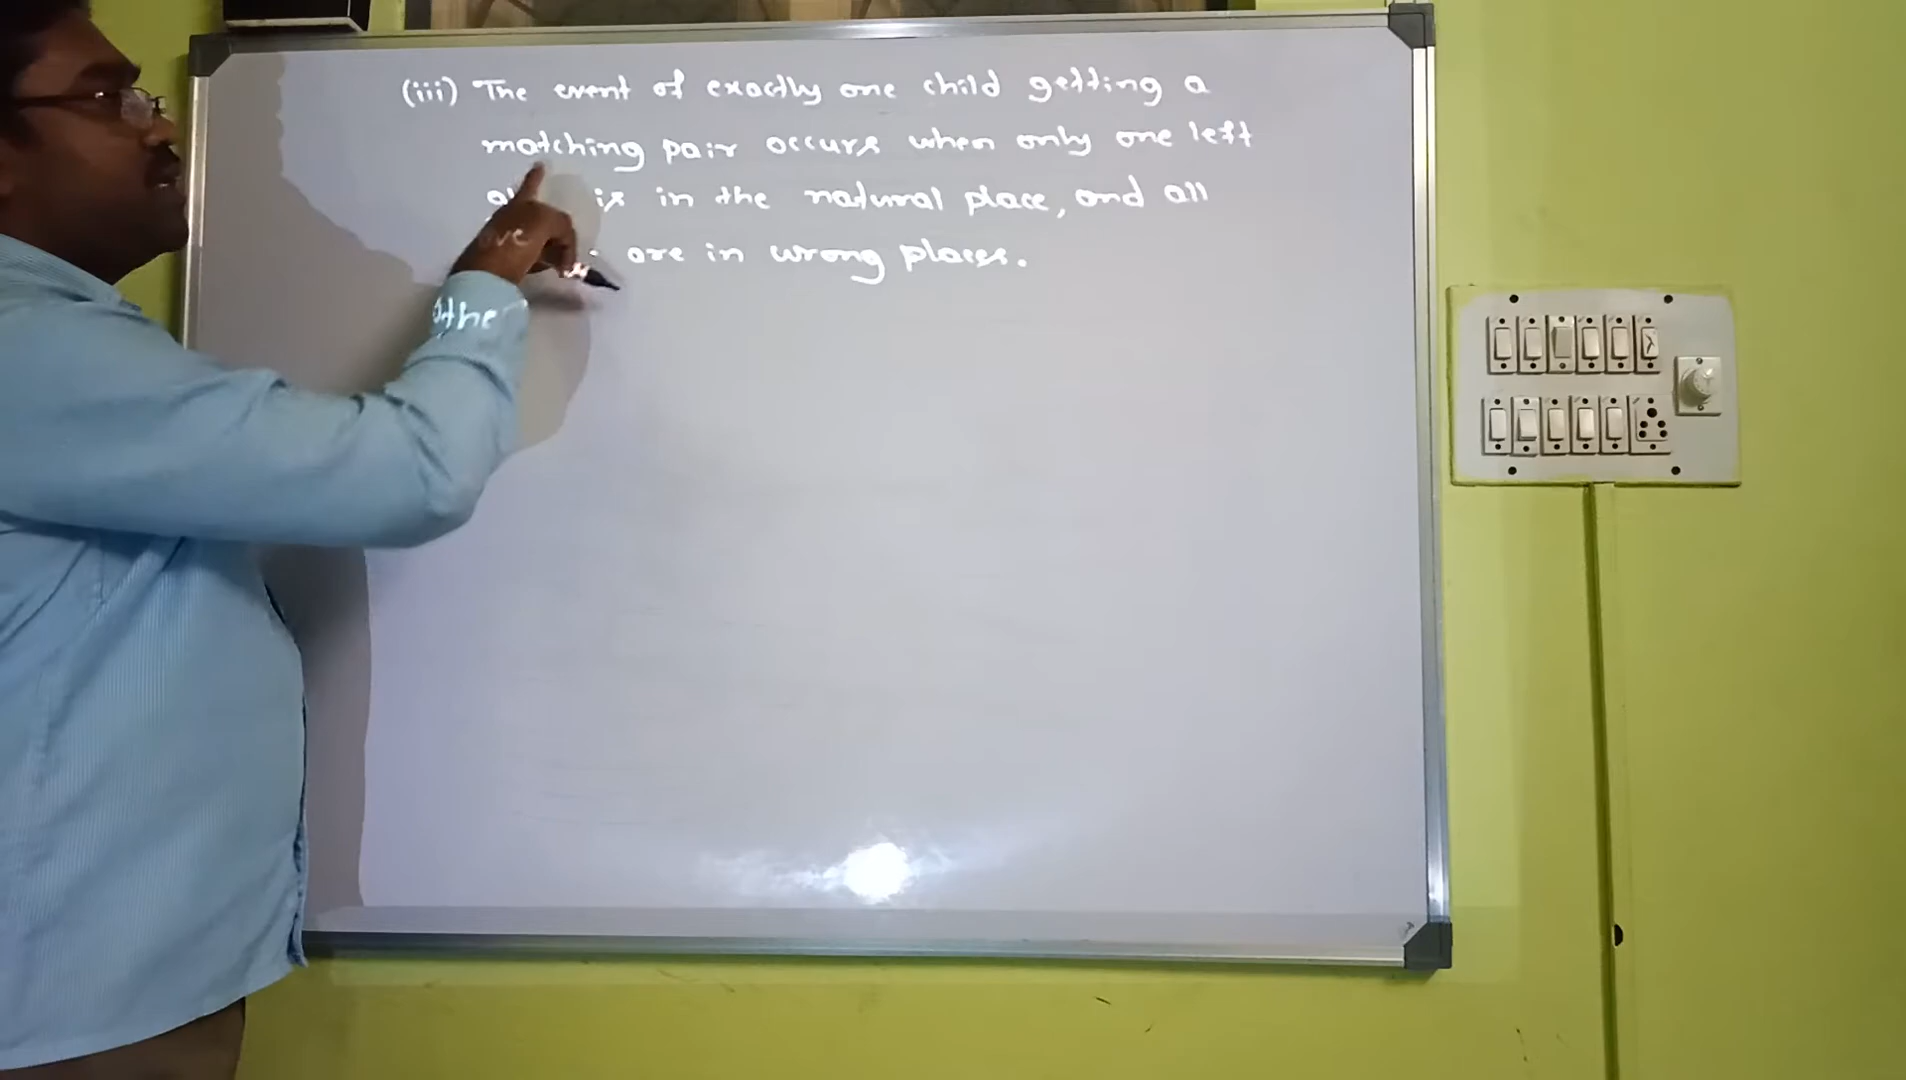 (iii) The event of exactly one child getting a
matching pair occurs when only one left
is in the natural place, and all
are in wrong places.